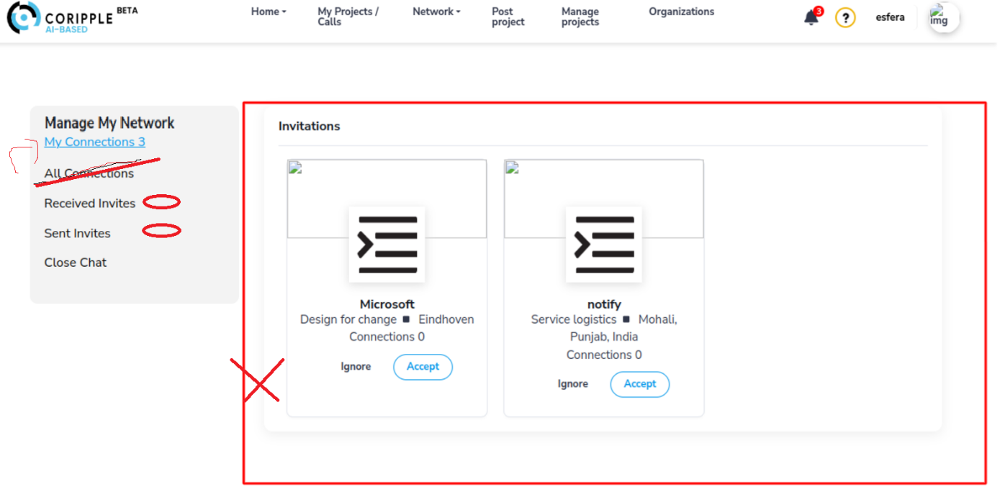 CORIPPLE BETA
AI-BASED
Home
My Projects /
Calls
Network
Post
project
Manage
projects
Organizations
3
?
esfera
img
Manage My Network
My Connections 3
All Connections
Received Invites
Sent Invites
Close Chat
Invitations
Microsoft
Design for change ■ Eindhoven
Connections 0
Ignore Accept
notify
Service logistics ■ Mohali,
Punjab, India
Connections 0
Ignore Accept